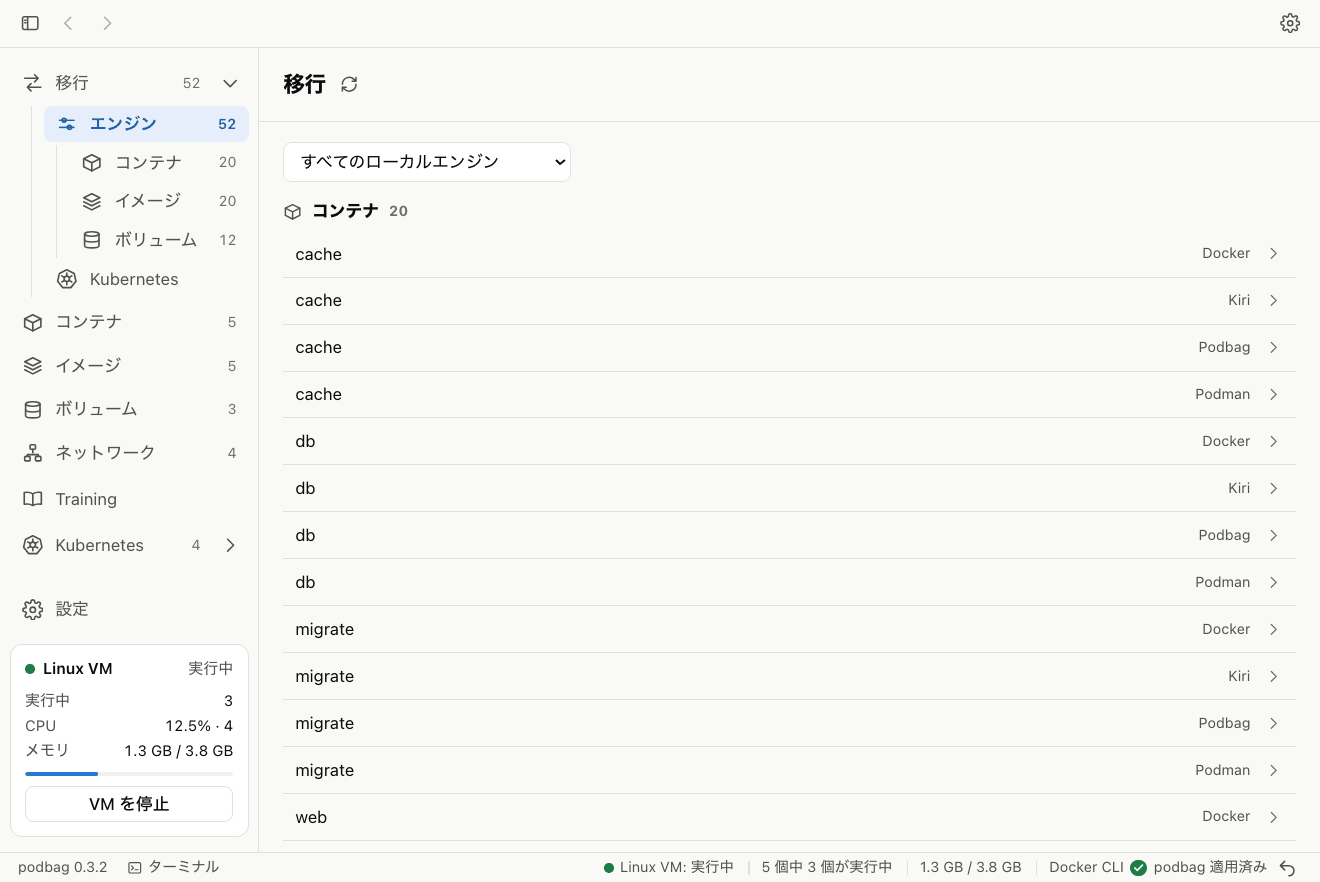 移行 52
エンジン 52
コンテナ 20
イメージ 20
ボリューム 12
Kubernetes
コンテナ 5
イメージ 5
ボリューム 3
ネットワーク 4
Training
Kubernetes 4
設定
Linux VM 実行中
実行中 3
CPU 12.5% · 4
メモリ 1.3 GB / 3.8 GB
VM を停止
移行
すべてのローカルエンジン
コンテナ 20
cache Docker
cache Kiri
cache Podbag
cache Podman
db Docker
db Kiri
db Podbag
db Podman
migrate Docker
migrate Kiri
migrate Podbag
migrate Podman
web Docker
podbag 0.3.2 ターミナル Linux VM: 実行中 5 個中 3 個が実行中 1.3 GB / 3.8 GB Docker CLI podbag 適用済み